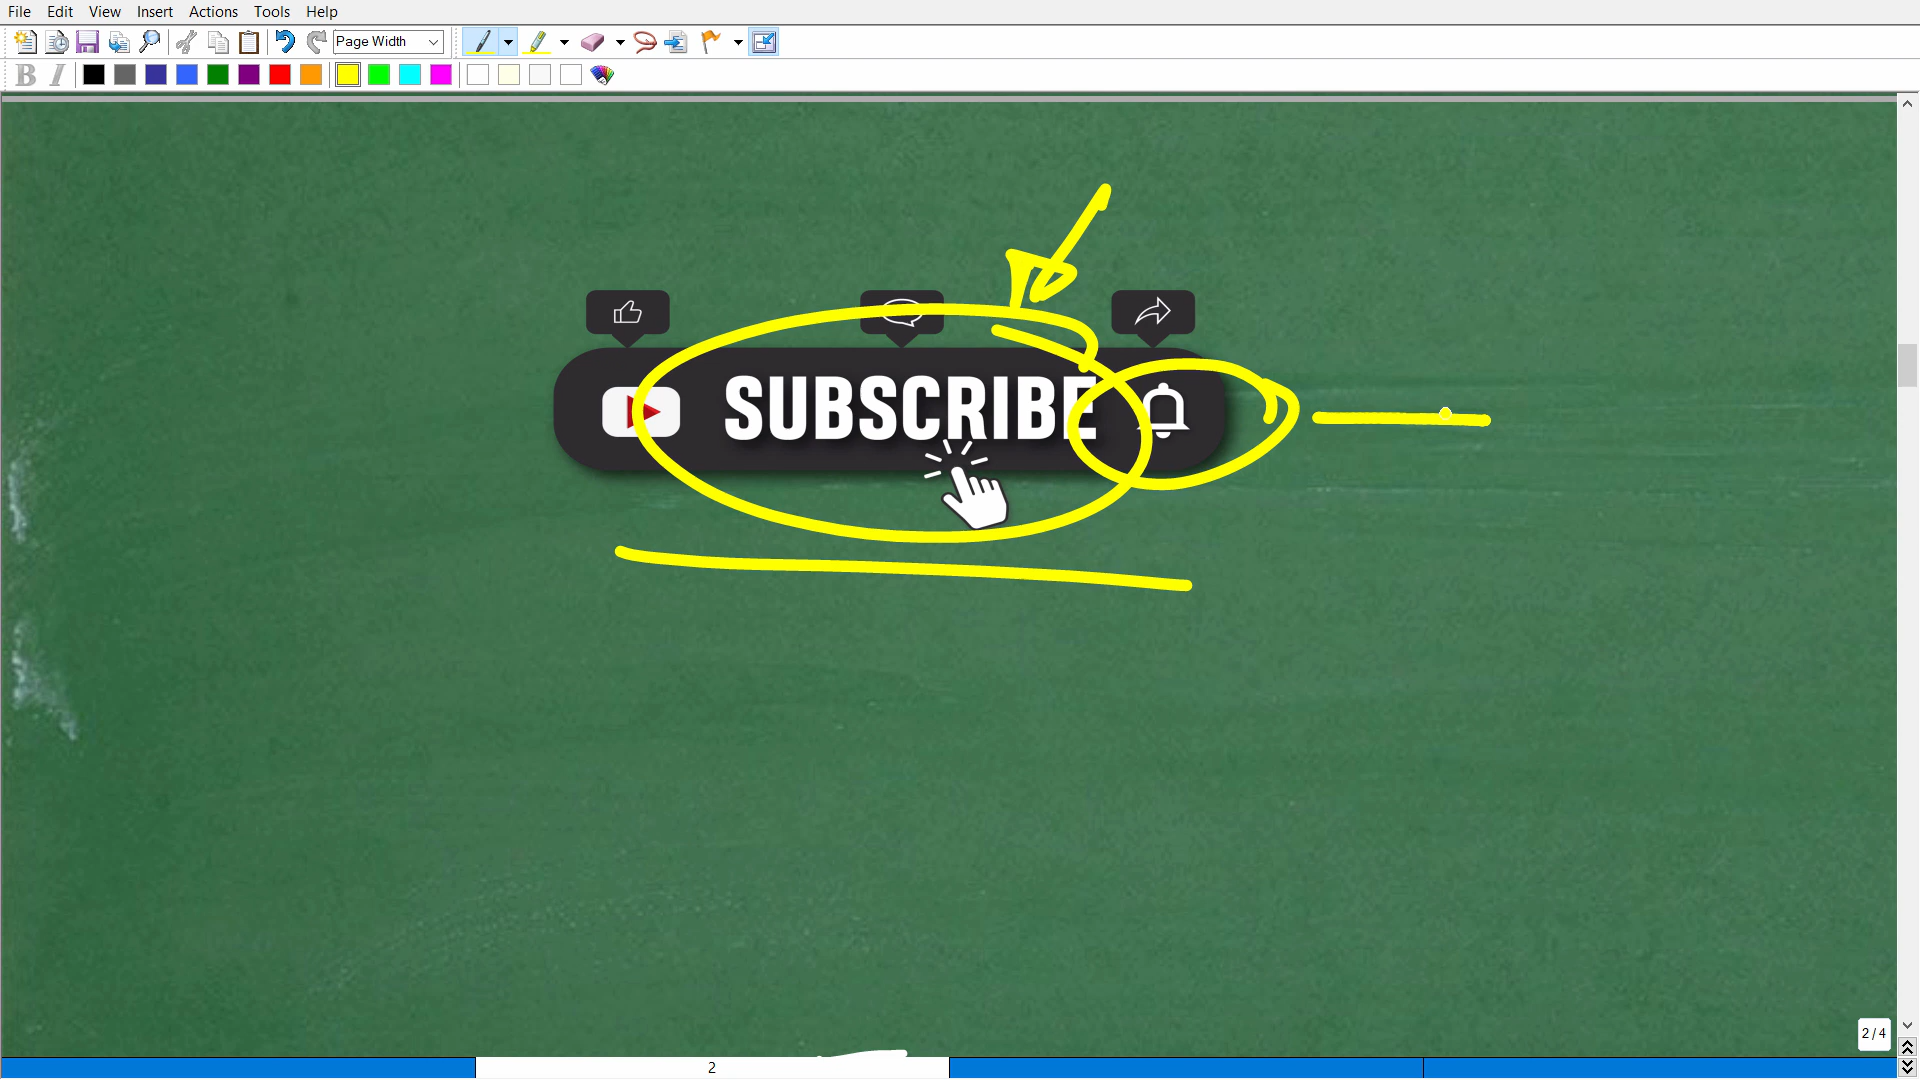 File Edit View Insert Actions Tools Help
Page Width
B I
SUBSCRIBE
2 / 4
2